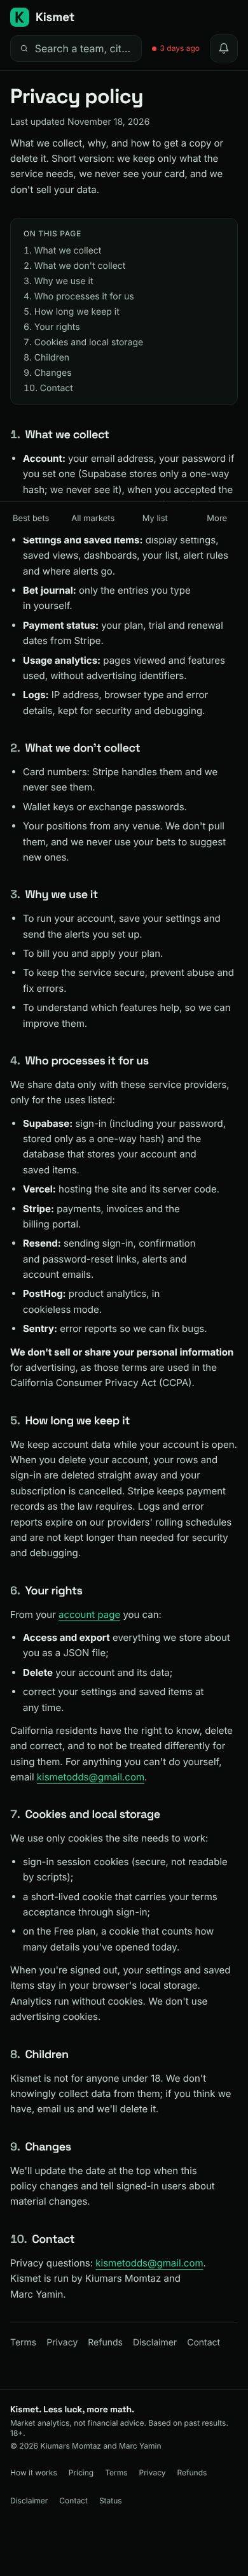 Kismet
Search a team, cit...
3 days ago
Privacy policy
Last updated November 18, 2026
What we collect, why, and how to get a copy or
delete it. Short version: we keep only what the
service needs, we never see your card, and we
don't sell your data.
ON THIS PAGE
1. What we collect
2. What we don't collect
3. Why we use it
4. Who processes it for us
5. How long we keep it
6. Your rights
7. Cookies and local storage
8. Children
9. Changes
10. Contact
1. What we collect
Account: your email address, your password if
you set one (Supabase stores only a one-way
hash; we never see it), when you accepted the
Best bets
All markets
My list
More
Settings and saved items: display settings,
saved views, dashboards, your list, alert rules
and where alerts go.
Bet journal: only the entries you type
in yourself.
Payment status: your plan, trial and renewal
dates from Stripe.
Usage analytics: pages viewed and features
used, without advertising identifiers.
Logs: IP address, browser type and error
details, kept for security and debugging.
2. What we don't collect
Card numbers: Stripe handles them and we
never see them.
Wallet keys or exchange passwords.
Your positions from any venue. We don't pull
them, and we never use your bets to suggest
new ones.
3. Why we use it
To run your account, save your settings and
send the alerts you set up.
To bill you and apply your plan.
To keep the service secure, prevent abuse and
fix errors.
To understand which features help, so we can
improve them.
4. Who processes it for us
We share data only with these service providers,
only for the uses listed:
Supabase: sign-in (including your password,
stored only as a one-way hash) and the
database that stores your account and
saved items.
Vercel: hosting the site and its server code.
Stripe: payments, invoices and the
billing portal.
Resend: sending sign-in, confirmation
and password-reset links, alerts and
account emails.
PostHog: product analytics, in
cookieless mode.
Sentry: error reports so we can fix bugs.
We don't sell or share your personal information
for advertising, as those terms are used in the
California Consumer Privacy Act (CCPA).
5. How long we keep it
We keep account data while your account is open.
When you delete your account, your rows and
sign-in are deleted straight away and your
subscription is cancelled. Stripe keeps payment
records as the law requires. Logs and error
reports expire on our providers' rolling schedules
and are not kept longer than needed for security
and debugging.
6. Your rights
From your account page you can:
Access and export everything we store about
you as a JSON file;
Delete your account and its data;
correct your settings and saved items at
any time.
California residents have the right to know, delete
and correct, and to not be treated differently for
using them. For anything you can't do yourself,
email kismetodds@gmail.com.
7. Cookies and local storage
We use only cookies the site needs to work:
sign-in session cookies (secure, not readable
by scripts);
a short-lived cookie that carries your terms
acceptance through sign-in;
on the Free plan, a cookie that counts how
many details you've opened today.
When you're signed out, your settings and saved
items stay in your browser's local storage.
Analytics run without cookies. We don't use
advertising cookies.
8. Children
Kismet is not for anyone under 18. We don't
knowingly collect data from them; if you think we
have, email us and we'll delete it.
9. Changes
We'll update the date at the top when this
policy changes and tell signed-in users about
material changes.
10. Contact
Privacy questions: kismetodds@gmail.com.
Kismet is run by Kiumars Momtaz and
Marc Yamin.
Terms Privacy Refunds Disclaimer Contact
Kismet. Less luck, more math.
Market analytics, not financial advice. Based on past results.
18+.
© 2026 Kiumars Momtaz and Marc Yamin
How it works Pricing Terms Privacy Refunds
Disclaimer Contact Status